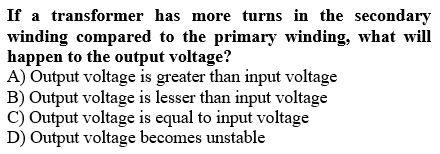 If a transformer has more turns in the secondary
winding compared to the primary winding, what will
happen to the output voltage?
A) Output voltage is greater than input voltage
B) Output voltage is lesser than input voltage
C) Output voltage is equal to input voltage
D) Output voltage becomes unstable